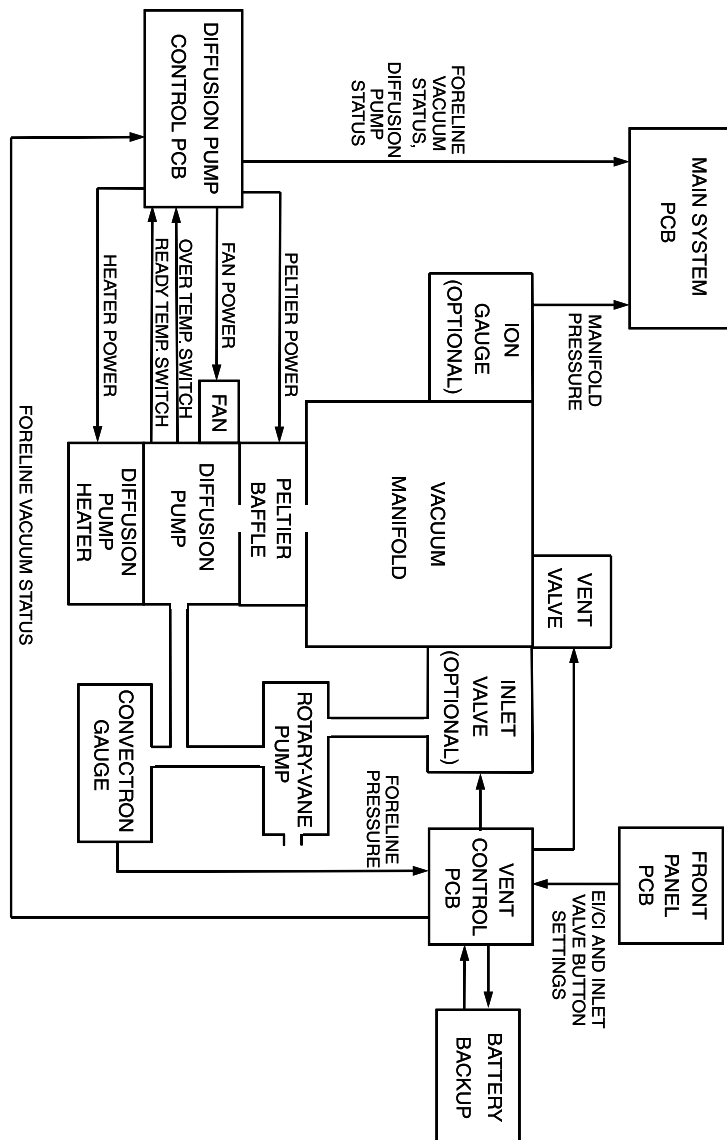 MAIN SYSTEM
PCB
FORELINE
VACUUM
STATUS,
DIFFUSION
PUMP
STATUS
MANIFOLD
PRESSURE
DIFFUSION PUMP
CONTROL PCB
HEATER POWER
READY TEMP. SWITCH
OVER TEMP. SWITCH
FAN POWER
PELTIER POWER
ION
GAUGE
(OPTIONAL)
FAN
DIFFUSION
PUMP
HEATER
DIFFUSION
PUMP
PELTIER
BAFFLE
VACUUM
MANIFOLD
VENT
VALVE
INLET
VALVE
(OPTIONAL)
CONVECTRON
GAUGE
ROTARY-VANE
PUMP
FORELINE
PRESSURE
VENT
CONTROL
PCB
FRONT
PANEL
PCB
EI/CI AND INLET
VALVE BUTTON
SETTINGS
BATTERY
BACKUP
FORELINE VACUUM STATUS